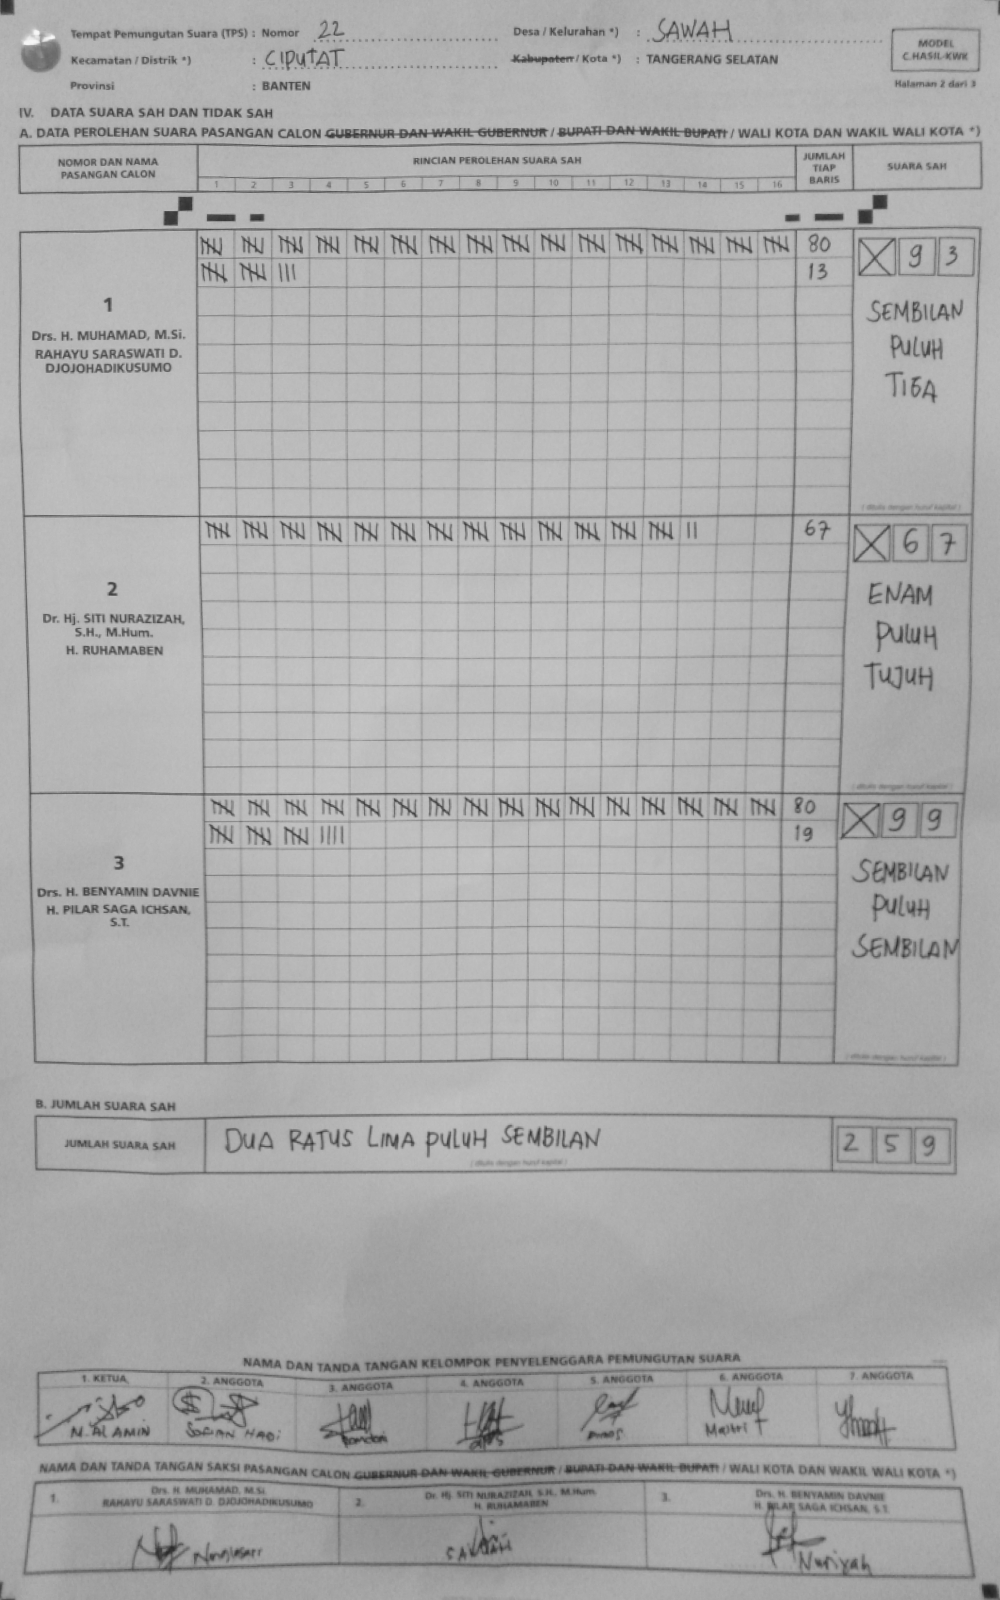 Tempat Pemungutan Suara (TPS) : Nomor 22 Desa / Kelurahan *) : SAWAH
Kecamatan / Distrik *) : CIPUTAT Kabupaten / Kota *) : TANGERANG SELATAN
Provinsi : BANTEN
MODEL
C.HASIL-KWK
Halaman 2 dari 3
IV. DATA SUARA SAH DAN TIDAK SAH
A. DATA PEROLEHAN SUARA PASANGAN CALON GUBERNUR DAN WAKIL GUBERNUR / BUPATI DAN WAKIL BUPATI / WALI KOTA DAN WAKIL WALI KOTA *)
NOMOR DAN NAMA
PASANGAN CALON
RINCIAN PEROLEHAN SUARA SAH
1 2 3 4 5 6 7 8 9 10 11 12 13 14 15 16
JUMLAH
TIAP
BARIS
SUARA SAH
1
Drs. H. MUHAMAD, M.Si.
RAHAYU SARASWATI D.
DJOJOHADIKUSUMO
80
13
X 9 3
SEMBILAN
PULUH
TIGA
( ditulis dengan huruf kapital )
2
Dr. Hj. SITI NURAZIZAH,
S.H., M.Hum.
H. RUHAMABEN
67
X 6 7
ENAM
PULUH
TUJUH
( ditulis dengan huruf kapital )
3
Drs. H. BENYAMIN DAVNIE
H. PILAR SAGA ICHSAN,
S.T.
80
19
X 9 9
SEMBILAN
PULUH
SEMBILAN
( ditulis dengan huruf kapital )
B. JUMLAH SUARA SAH
JUMLAH SUARA SAH DUA RATUS LIMA PULUH SEMBILAN 2 5 9
( ditulis dengan huruf kapital )
NAMA DAN TANDA TANGAN KELOMPOK PENYELENGGARA PEMUNGUTAN SUARA
1. KETUA 2. ANGGOTA 3. ANGGOTA 4. ANGGOTA 5. ANGGOTA 6. ANGGOTA 7. ANGGOTA
M. AL AMIN SOFIAN HADI Maitri T
NAMA DAN TANDA TANGAN SAKSI PASANGAN CALON GUBERNUR DAN WAKIL GUBERNUR / BUPATI DAN WAKIL BUPATI / WALI KOTA DAN WAKIL WALI KOTA *)
1. Drs. H. MUHAMAD, M.Si.
RAHAYU SARASWATI D. DJOJOHADIKUSUMO
2. Dr. Hj. SITI NURAZIZAH, S.H., M.Hum.
H. RUHAMABEN
3. Drs. H. BENYAMIN DAVNIE
H. PILAR SAGA ICHSAN, S.T.
Nuriyah